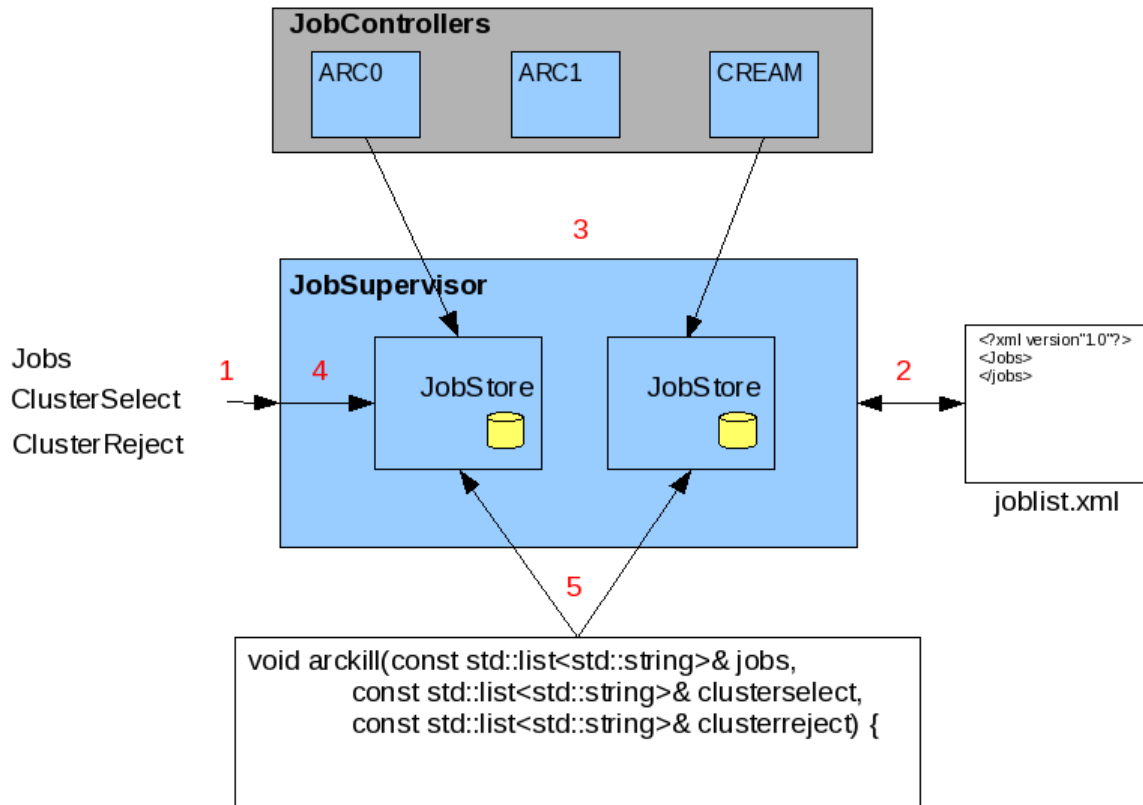 JobControllers
ARC0
ARC1
CREAM
3
JobSupervisor
Jobs
ClusterSelect
ClusterReject
1
4
JobStore
JobStore
2
<?xml version"1.0"?>
<Jobs>
</jobs>
joblist.xml
5
void arckill(const std::list<std::string>& jobs,
const std::list<std::string>& clusterselect,
const std::list<std::string>& clusterreject) {